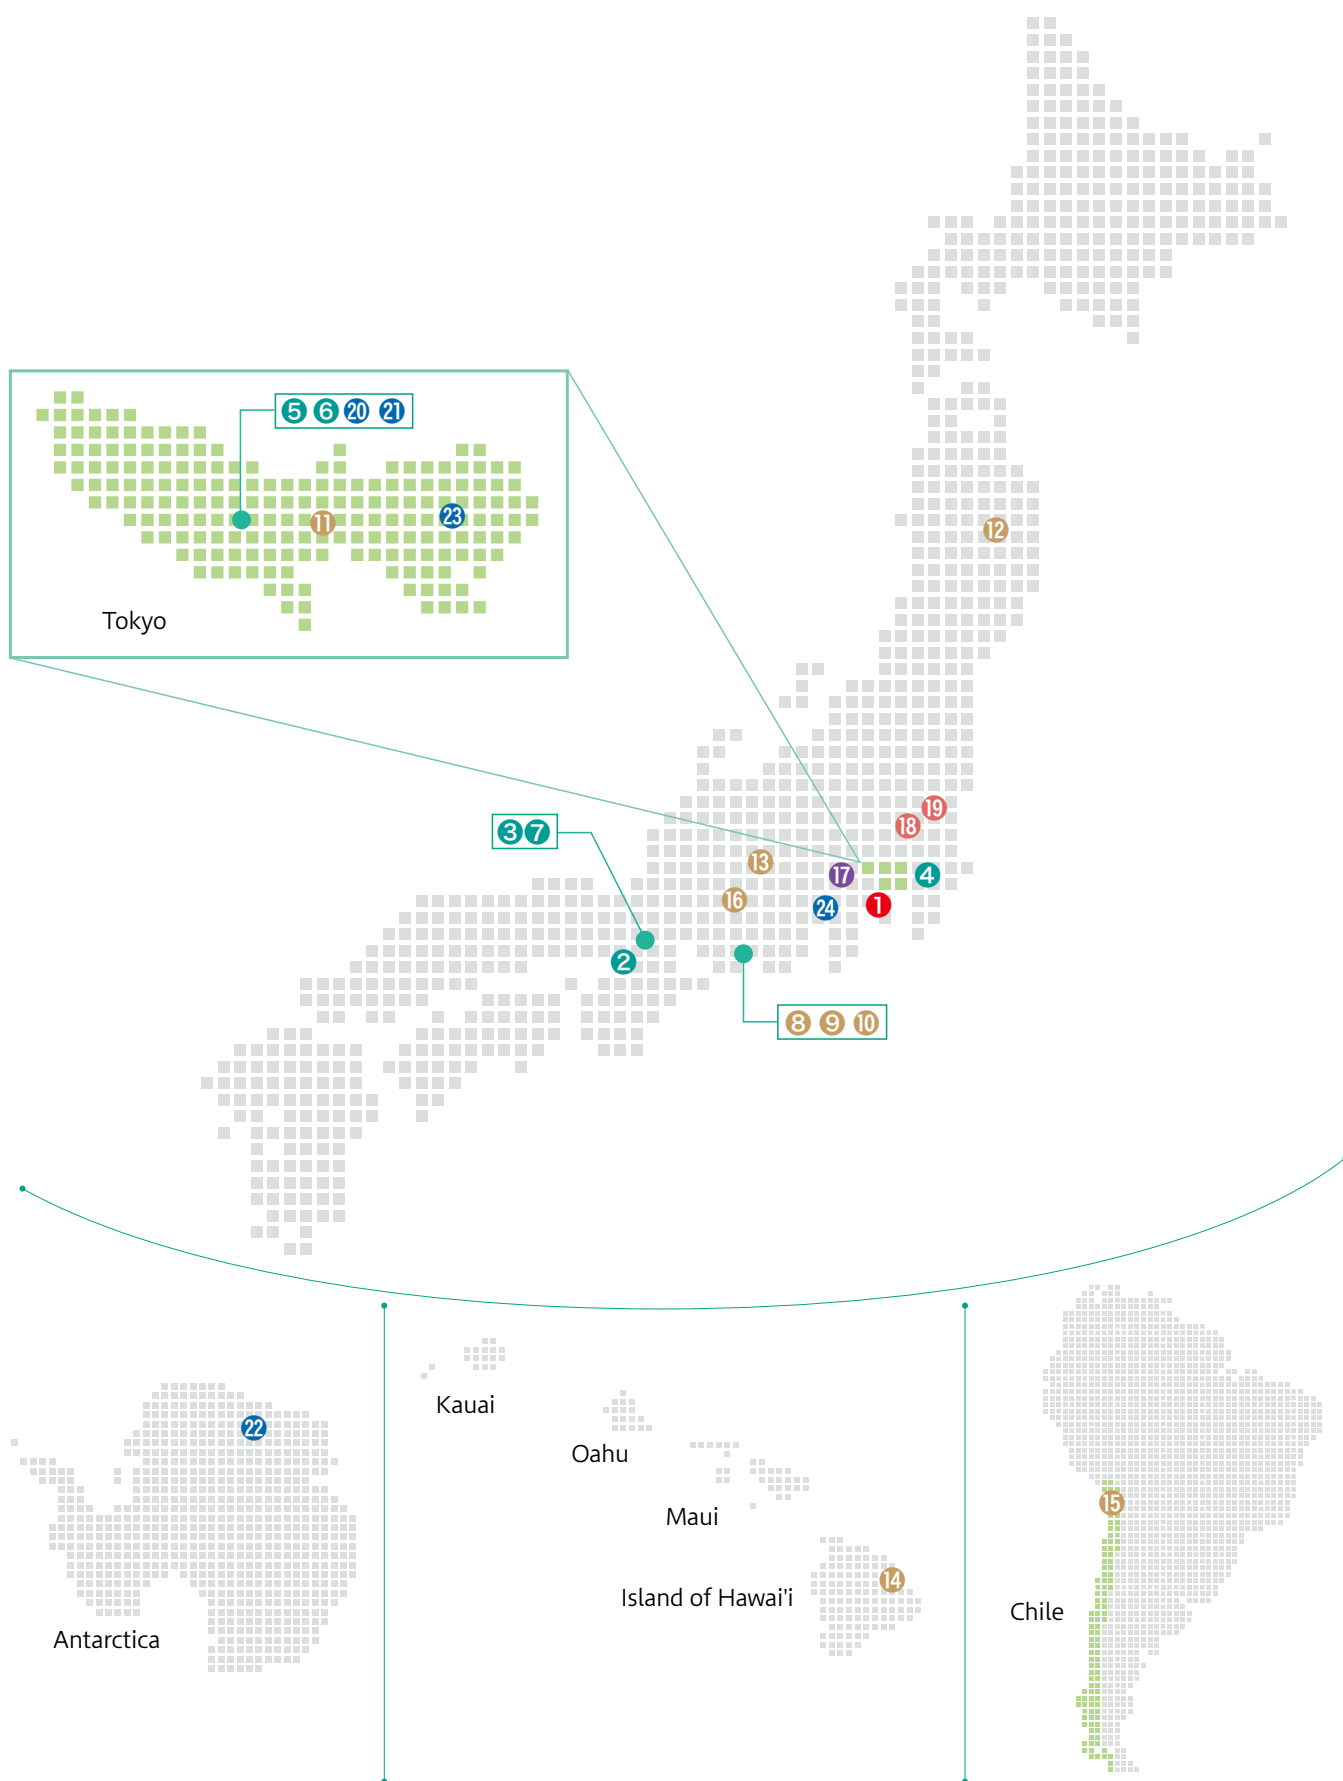 ⑤ ⑥ ⑳ ㉑
⑪
㉓
Tokyo
⑫
⑲
⑱
③ ⑦
⑬
⑰
④
⑯
㉔
①
②
⑧ ⑨ ⑩
㉒
Antarctica
Kauai
Oahu
Maui
Island of Hawai'i
⑭
⑮
Chile